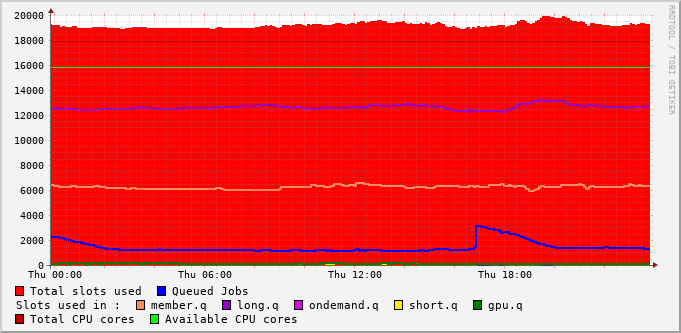 20000
18000
16000
14000
12000
10000
8000
6000
4000
2000
0
Thu 00:00 Thu 06:00 Thu 12:00 Thu 18:00
RRDTOOL / TOBI OETIKER
Total slots used Queued Jobs
Slots used in : member.q long.q ondemand.q short.q gpu.q
Total CPU cores Available CPU cores